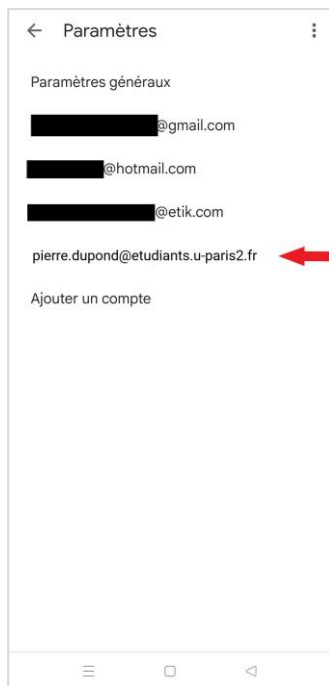 Paramètres
Paramètres généraux
@gmail.com
@hotmail.com
@etik.com
pierre.dupond@etudiants.u-paris2.fr
Ajouter un compte